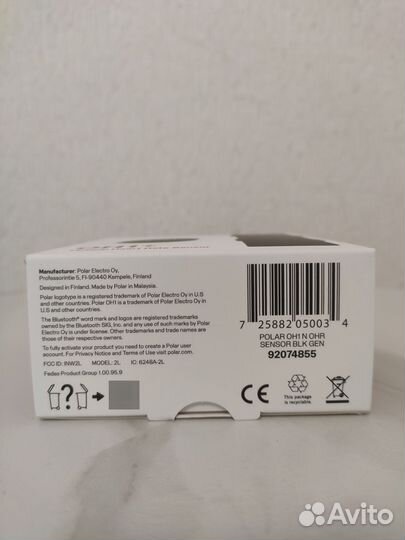 Manufacturer: Polar Electro Oy,
Professorintie 5, FI-90440 Kempele, Finland
Designed in Finland. Made by Polar in Malaysia.
Polar logotype is a registered trademark of Polar Electro Oy in U.S
and other countries. Polar OH1 is a trademark of Polar Electro Oy in U.S
and other countries.
The Bluetooth® word mark and logos are registered trademarks
owned by the Bluetooth SIG, Inc. and any use of such marks by Polar
Electro Oy is under license. Other trademarks and trade names are
those of their respective owners.
To fully activate your product you need to create a Polar user
account. For Privacy Notice and Terms of Use visit polar.com.
FCC ID: INW2L MODEL: 2L IC: 6248A-2L
Fedex Product Group 1.00.95.9
7 25882 05003 4
POLAR OH1 N OHR
SENSOR BLK GEN
92074855
?
This package
is recyclable.
CE
Avito